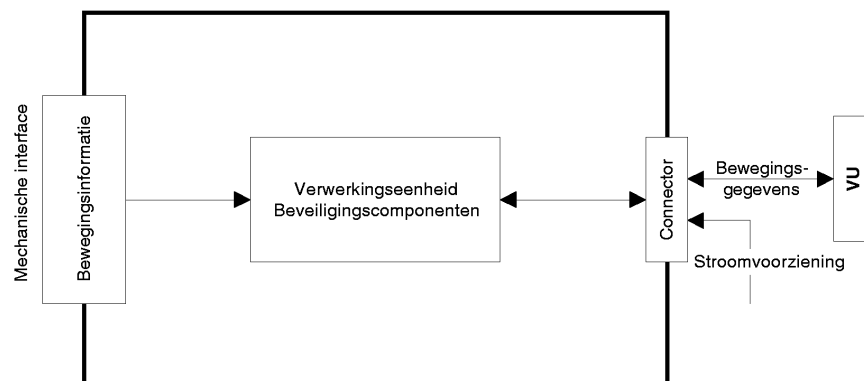 Mechanische interface
Bewegingsinformatie
Verwerkingseenheid
Beveiligingscomponenten
Connector
Bewegings-
gegevens
Stroomvoorziening
VU